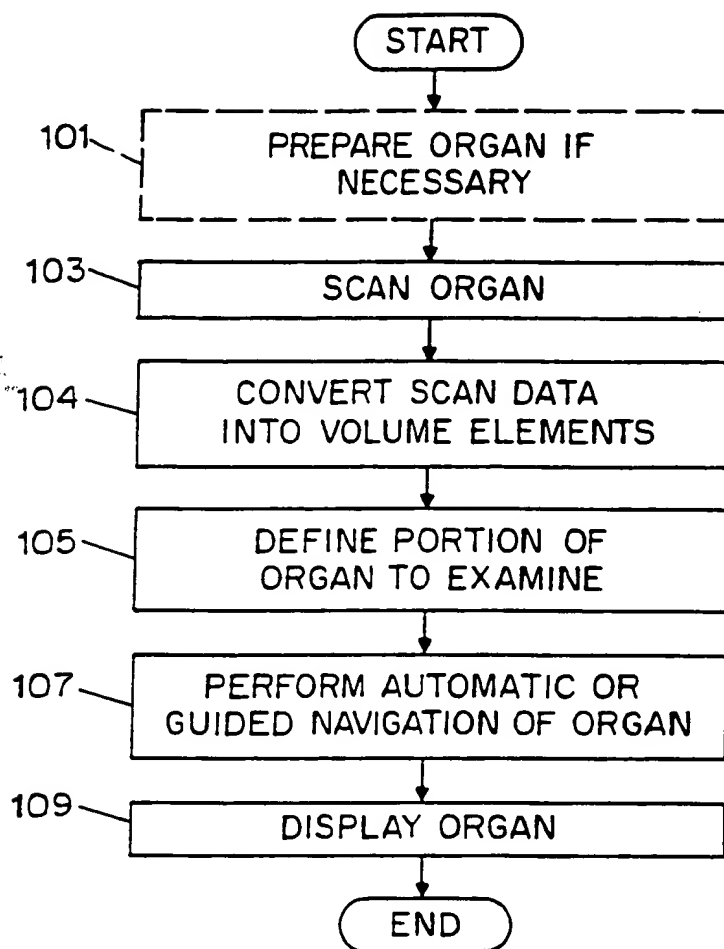 START
101
PREPARE ORGAN IF
NECESSARY
103
SCAN ORGAN
104
CONVERT SCAN DATA
INTO VOLUME ELEMENTS
105
DEFINE PORTION OF
ORGAN TO EXAMINE
107
PERFORM AUTOMATIC OR
GUIDED NAVIGATION OF ORGAN
109
DISPLAY ORGAN
END